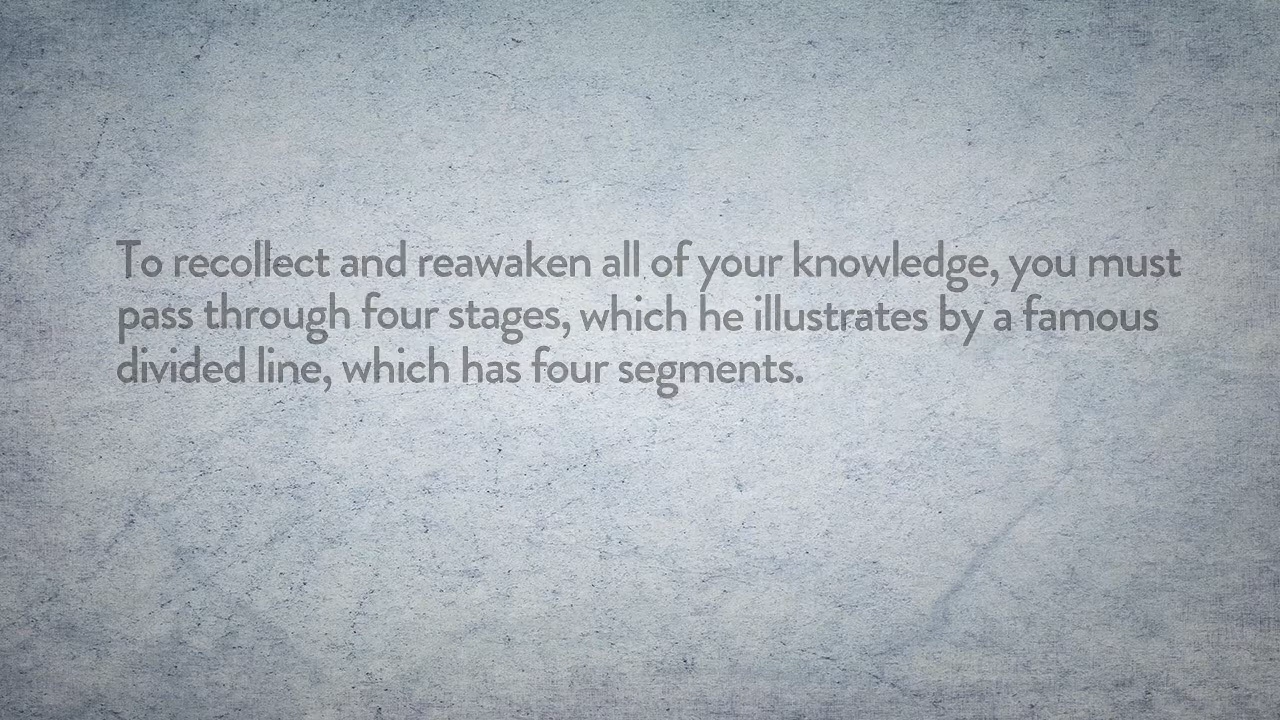 To recollect and reawaken all of your knowledge, you must
pass through four stages, which he illustrates by a famous
divided line, which has four segments.